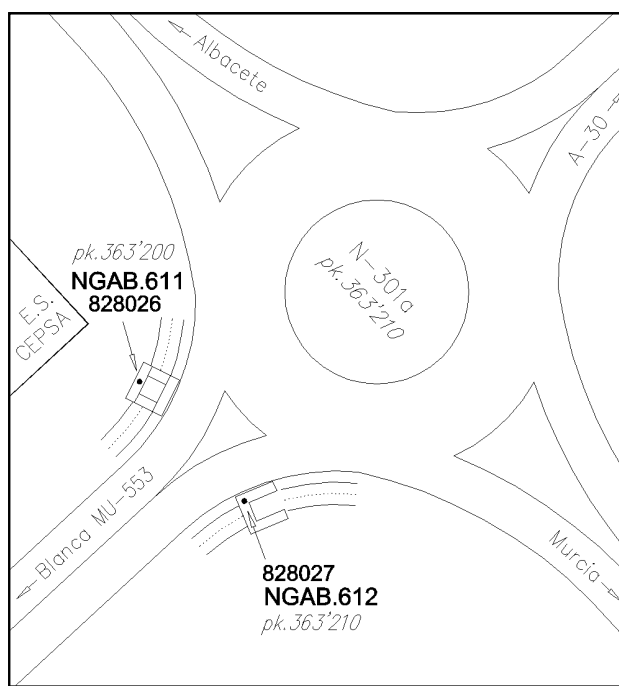 Albacete
A-30
pk.363'200
NGAB.611
828026
N-301a
pk.363'210
E.S.
CEPSA
Blanca MU-553
828027
NGAB.612
pk.363'210
Murcia